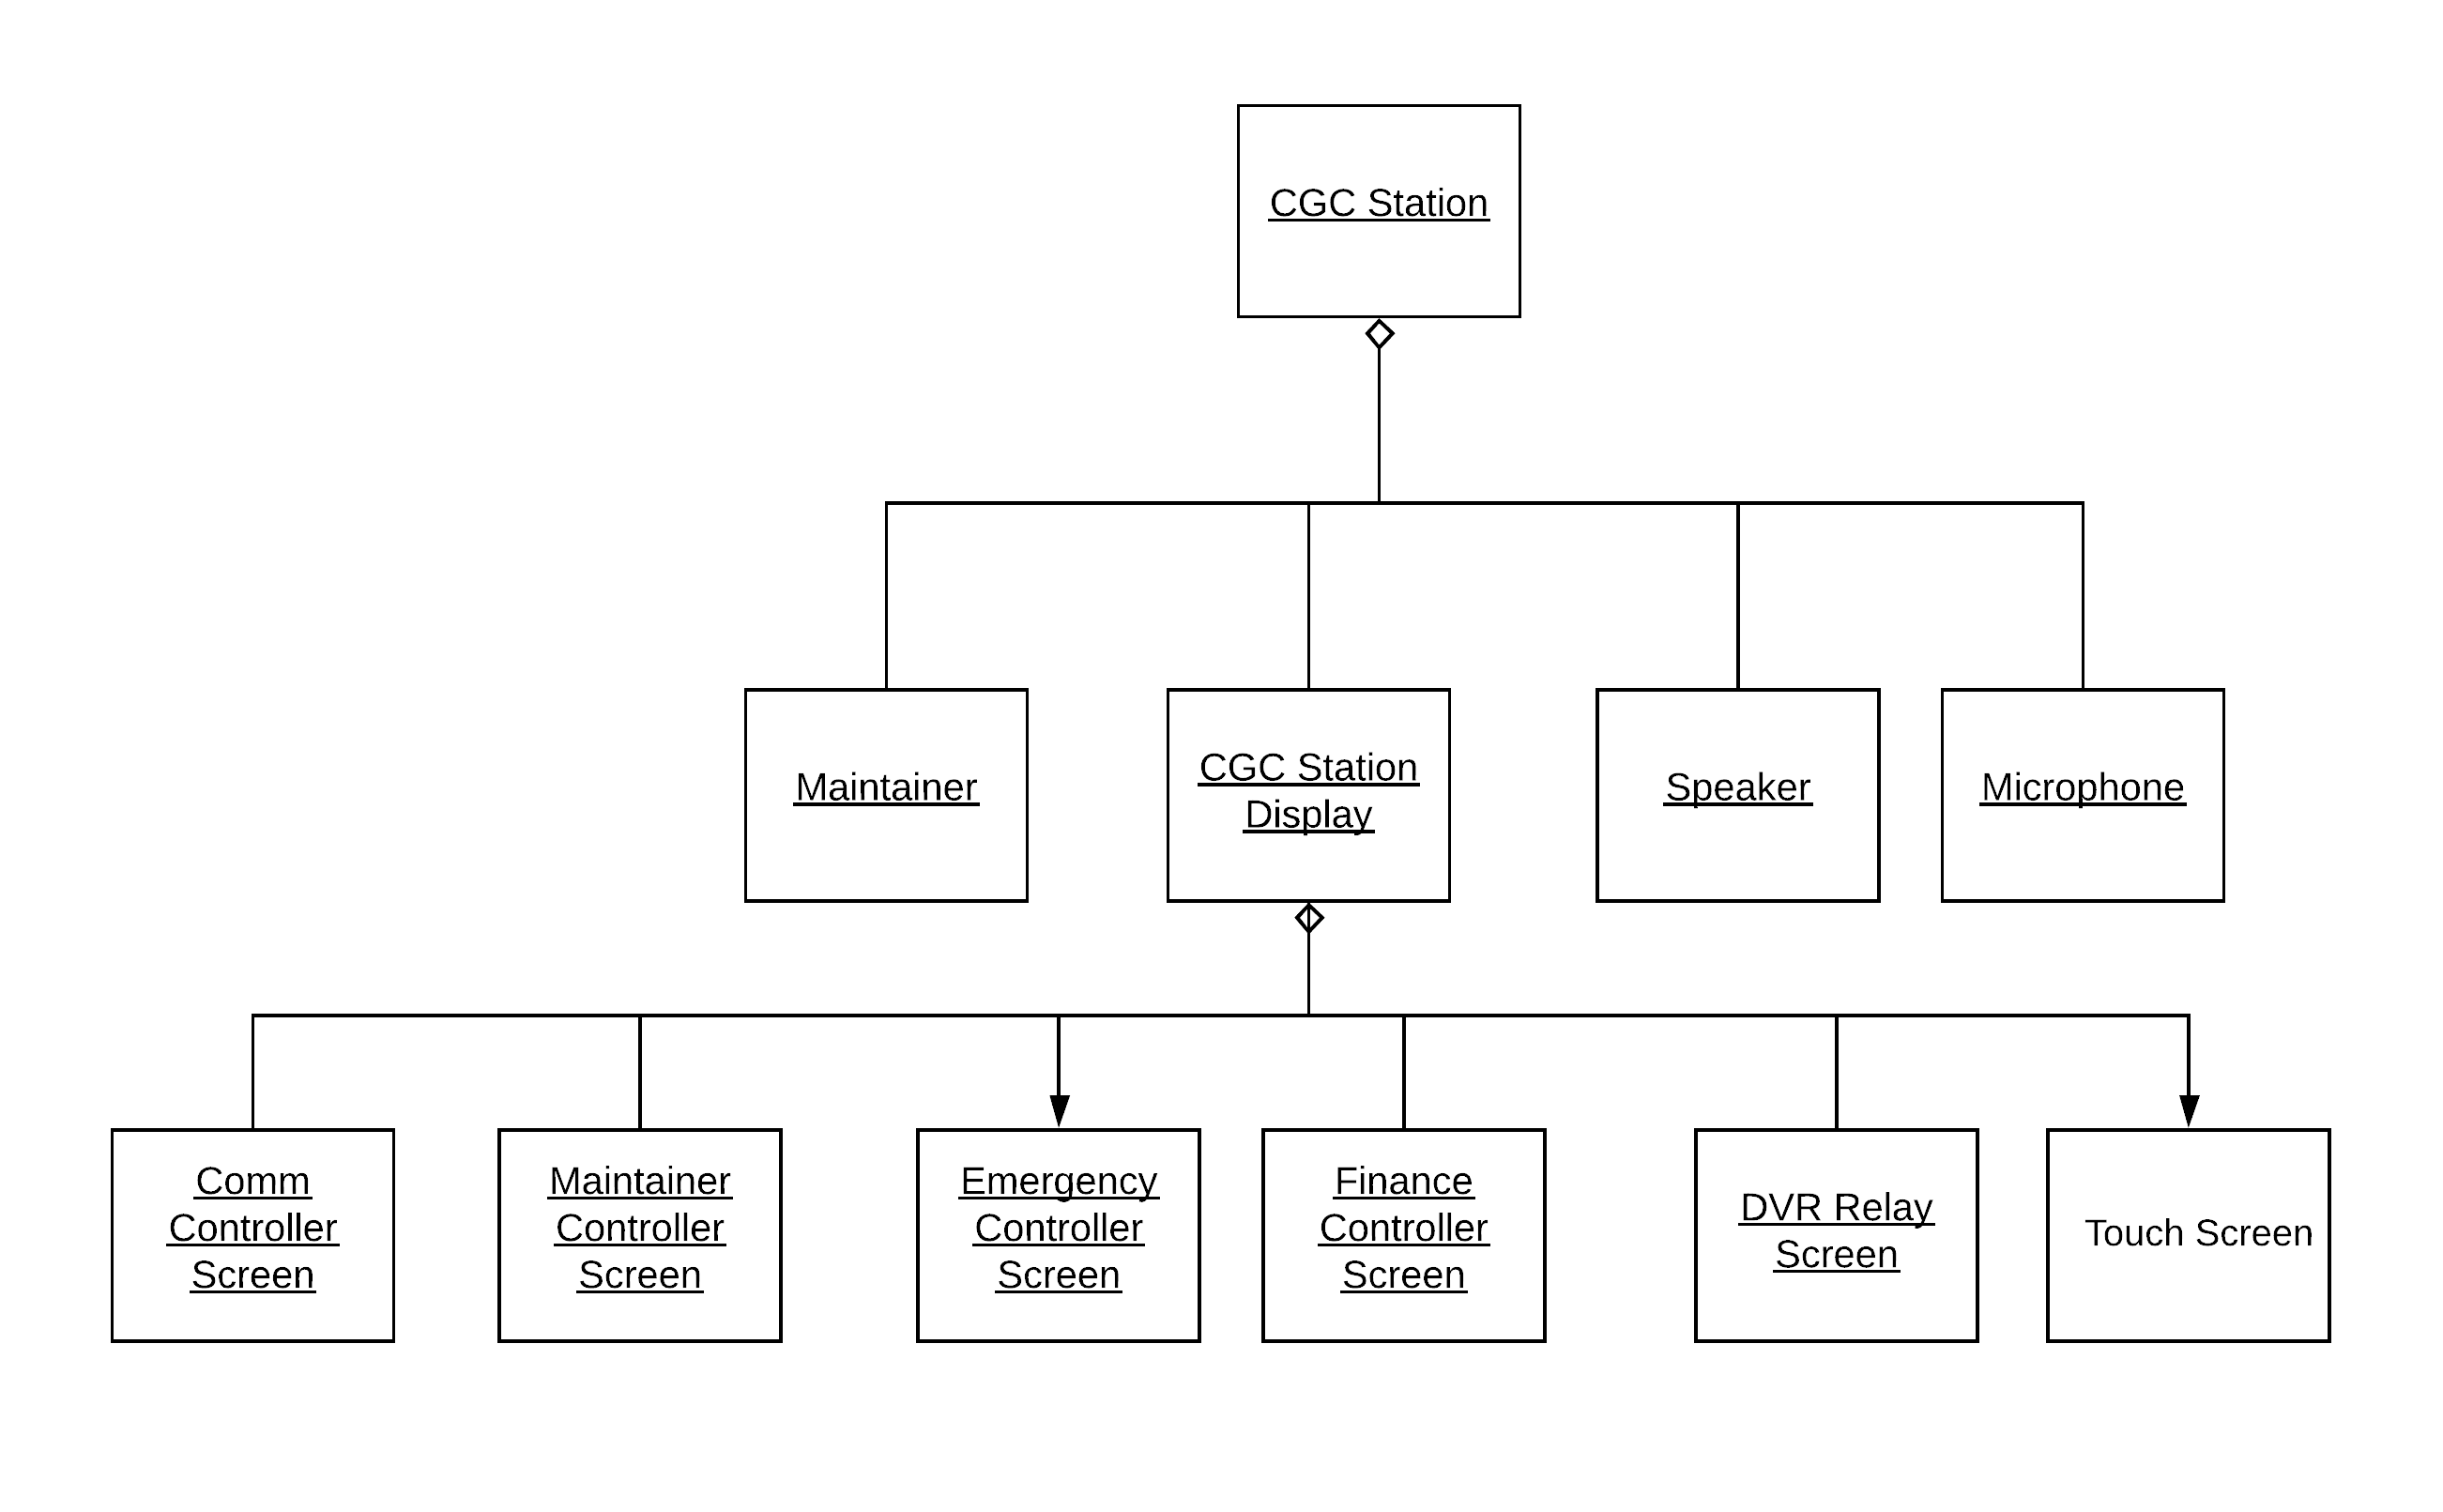 CGC Station
Maintainer
CGC Station
Display
Speaker
Microphone
Comm
Controller
Screen
Maintainer
Controller
Screen
Emergency
Controller
Screen
Finance
Controller
Screen
DVR Relay
Screen
Touch Screen